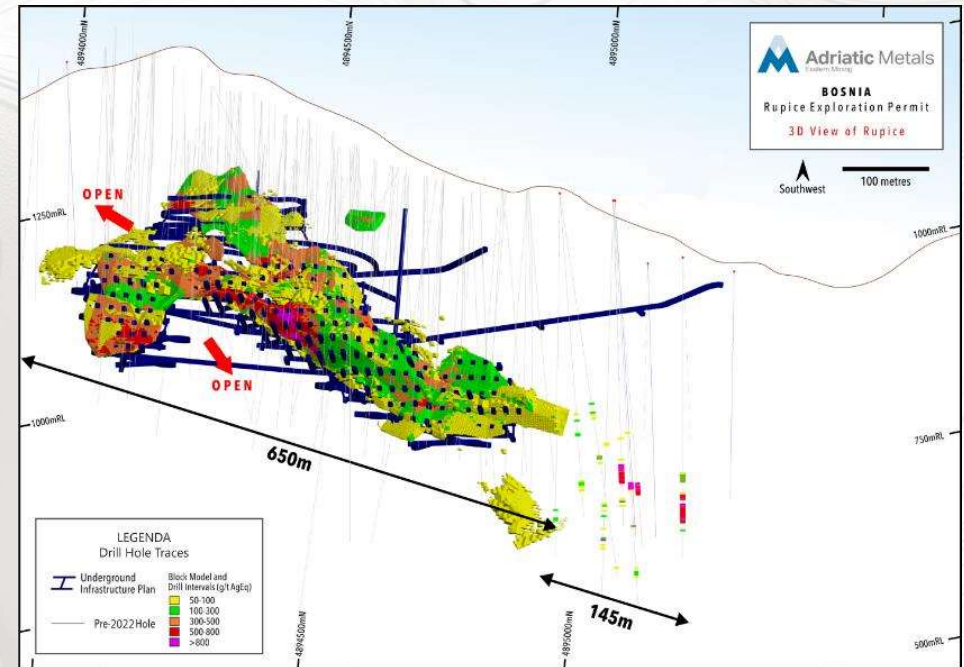 4894000mN
4894500mN
4895000mN
Adriatic Metals
Eastern Mining
BOSNIA
Rupice Exploration Permit
3D View of Rupice
Southwest
100 metres
OPEN
1250mRL
1000mRL
OPEN
1000mRL
750mRL
650m
145m
LEGENDA
Drill Hole Traces
Underground
Infrastructure Plan
Pre-2022 Hole
Block Model and
Drill Intervals (g/t AgEq)
50-100
100-300
300-500
500-800
>800
4894500mN
4895000mN
500mRL